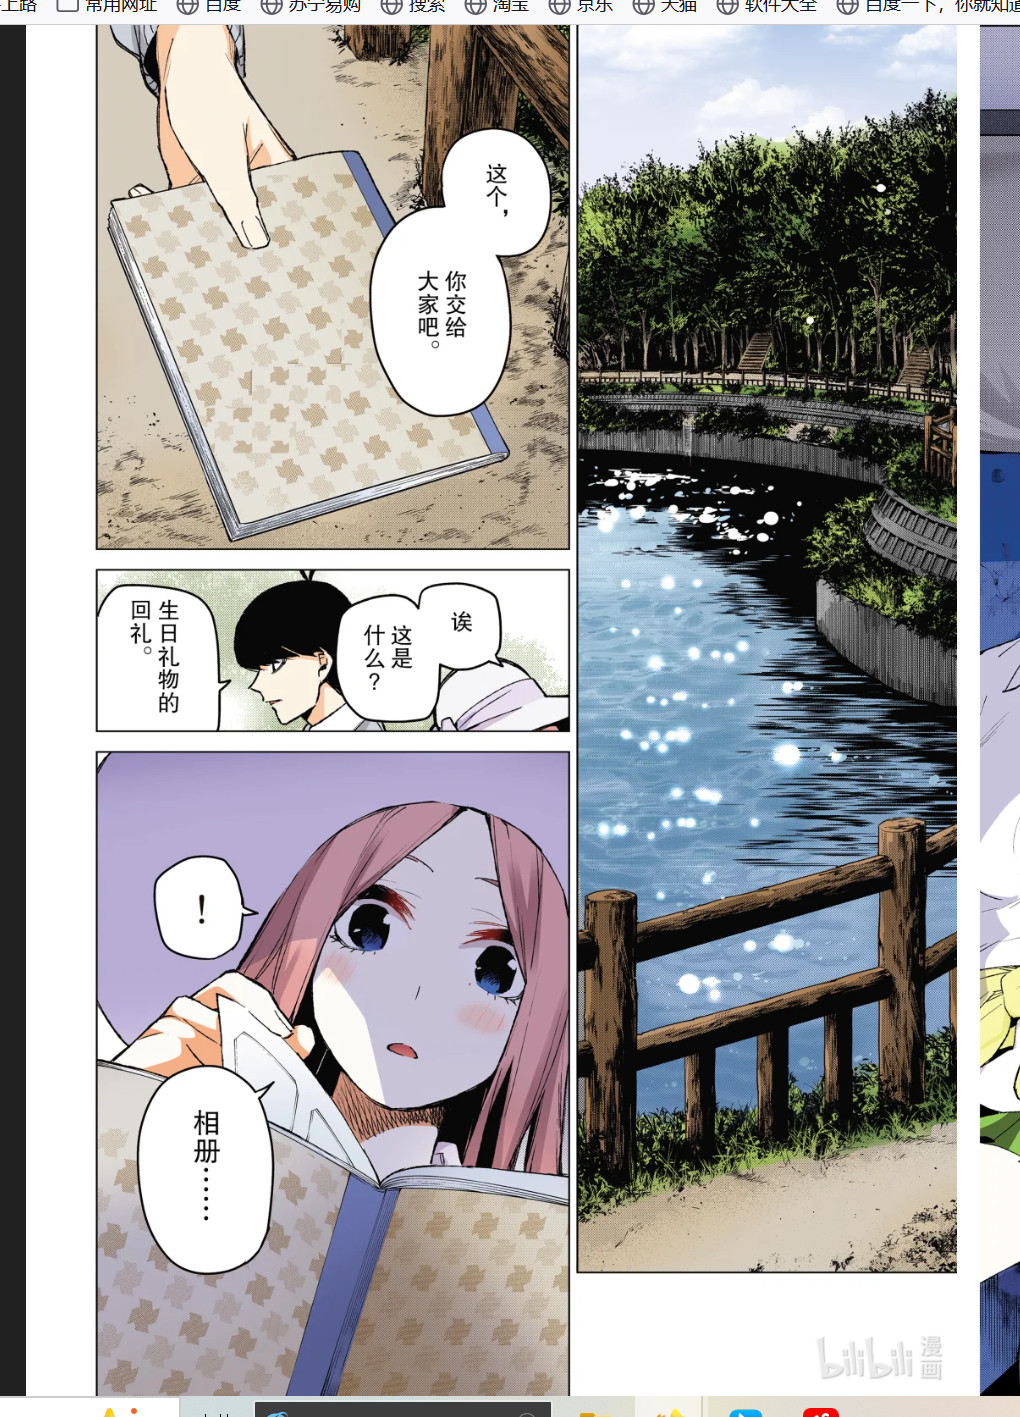 上路 常用网址 百度 苏宁易购 搜索 淘宝 京东 天猫 软件大全 百度一下，你就知道
这个，
你交给
大家吧。
诶
这是
什么？
生日礼物的
回礼。
！
相册……
bilibili 漫画